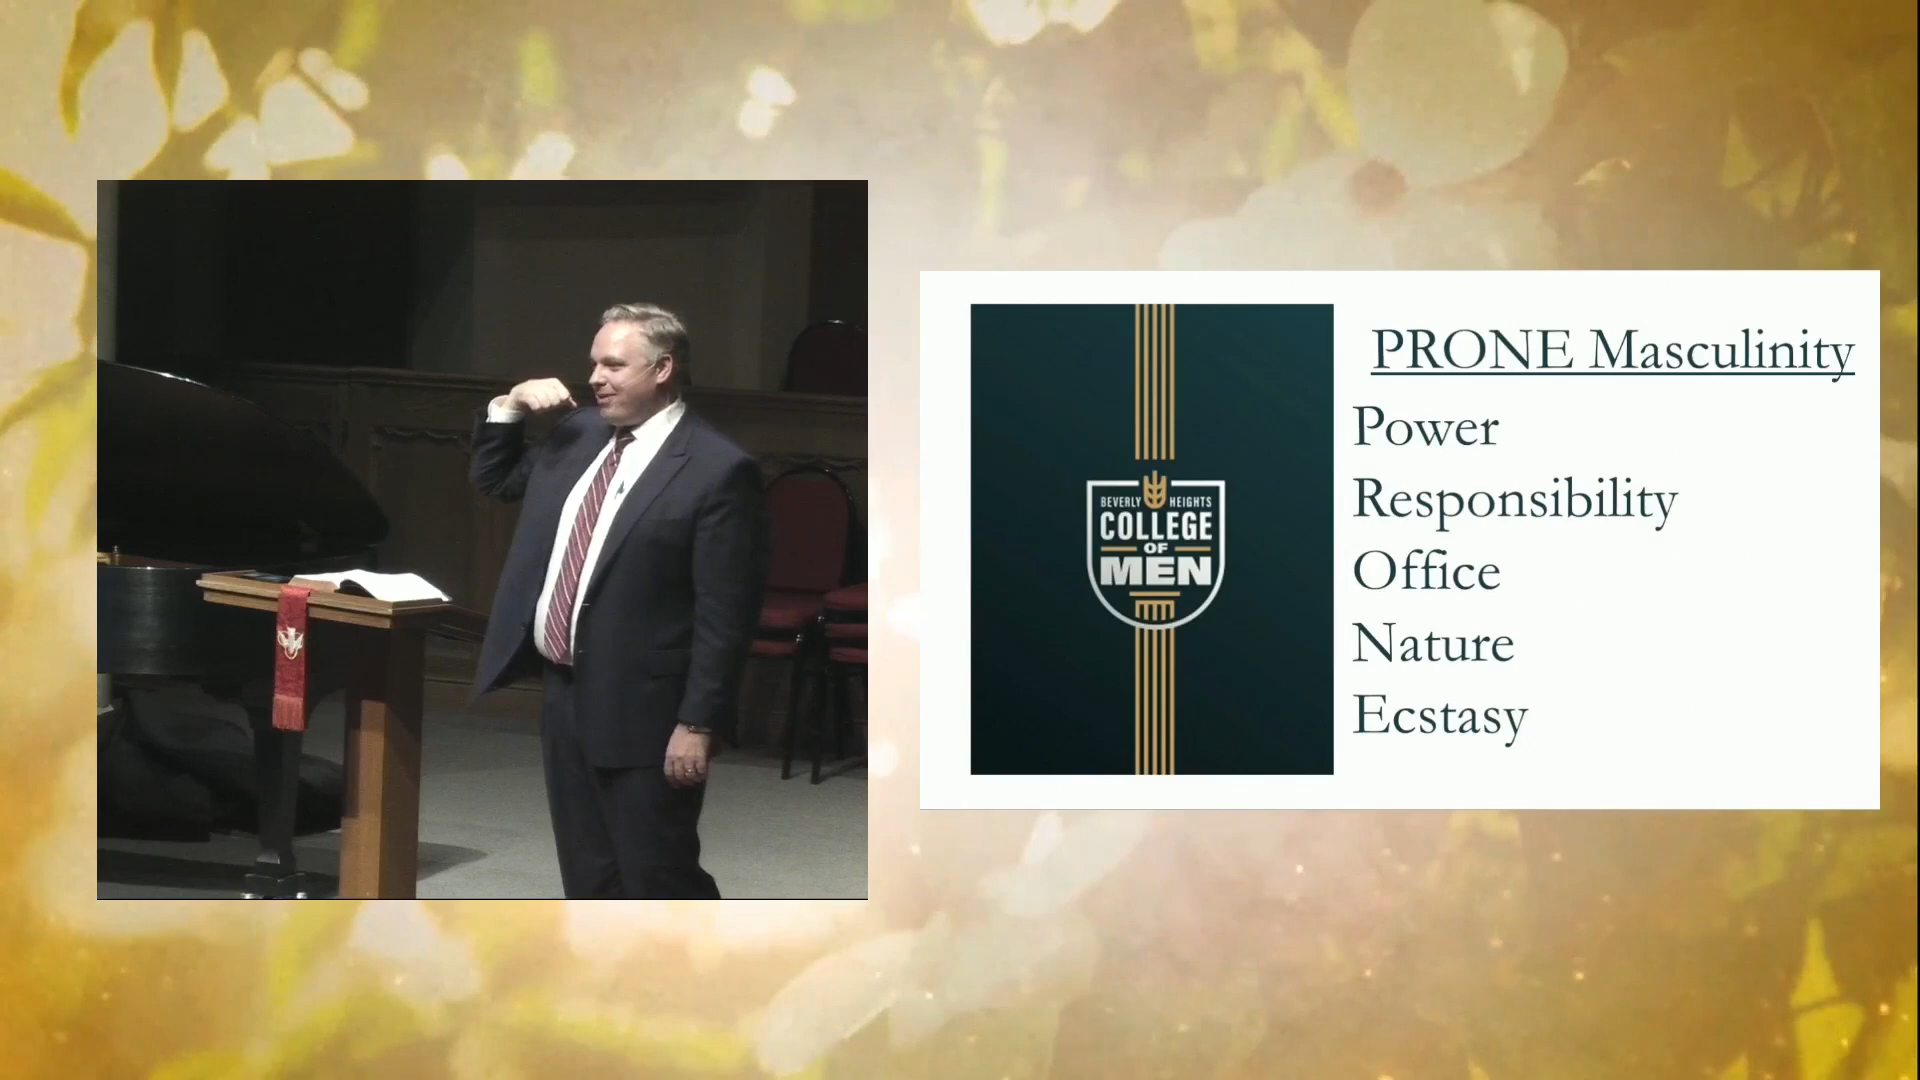 BEVERLY HEIGHTS
COLLEGE
OF
MEN
PRONE Masculinity
Power
Responsibility
Office
Nature
Ecstasy